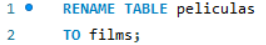 1 RENAME TABLE peliculas
2 TO films;